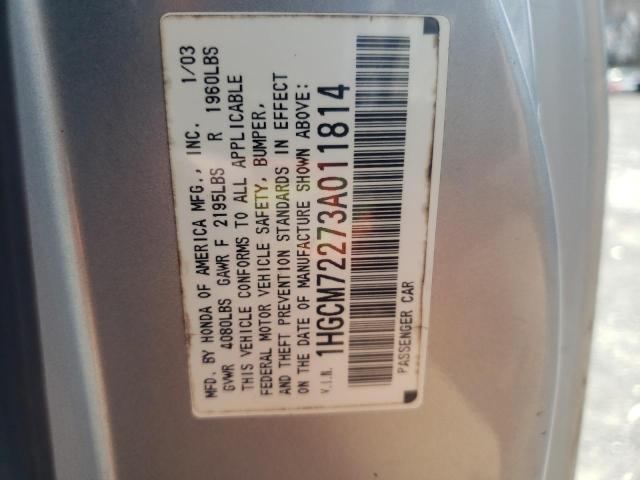 MFD. BY HONDA OF AMERICA MFG., INC. 1/03
GVWR 4080LBS GAWR F 2195LBS R 1960LBS
THIS VEHICLE CONFORMS TO ALL APPLICABLE
FEDERAL MOTOR VEHICLE SAFETY, BUMPER,
AND THEFT PREVENTION STANDARDS IN EFFECT
ON THE DATE OF MANUFACTURE SHOWN ABOVE:
V.I.N. 1HGCM72273A011814
PASSENGER CAR